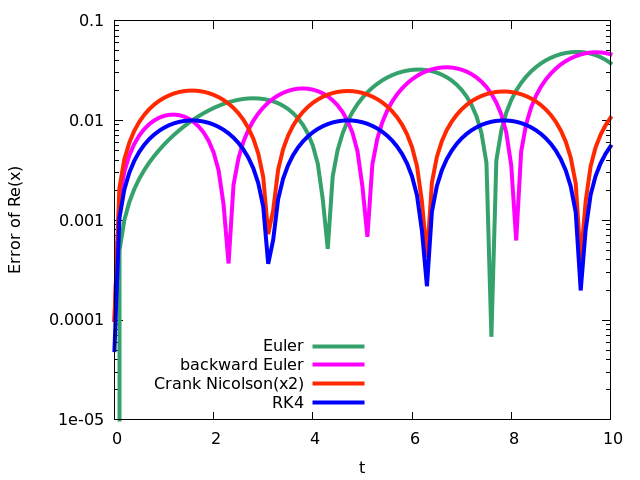 0.1
0.01
0.001
0.0001
1e-05
Error of Re(x)
Euler
backward Euler
Crank Nicolson(x2)
RK4
0 2 4 6 8 10
t